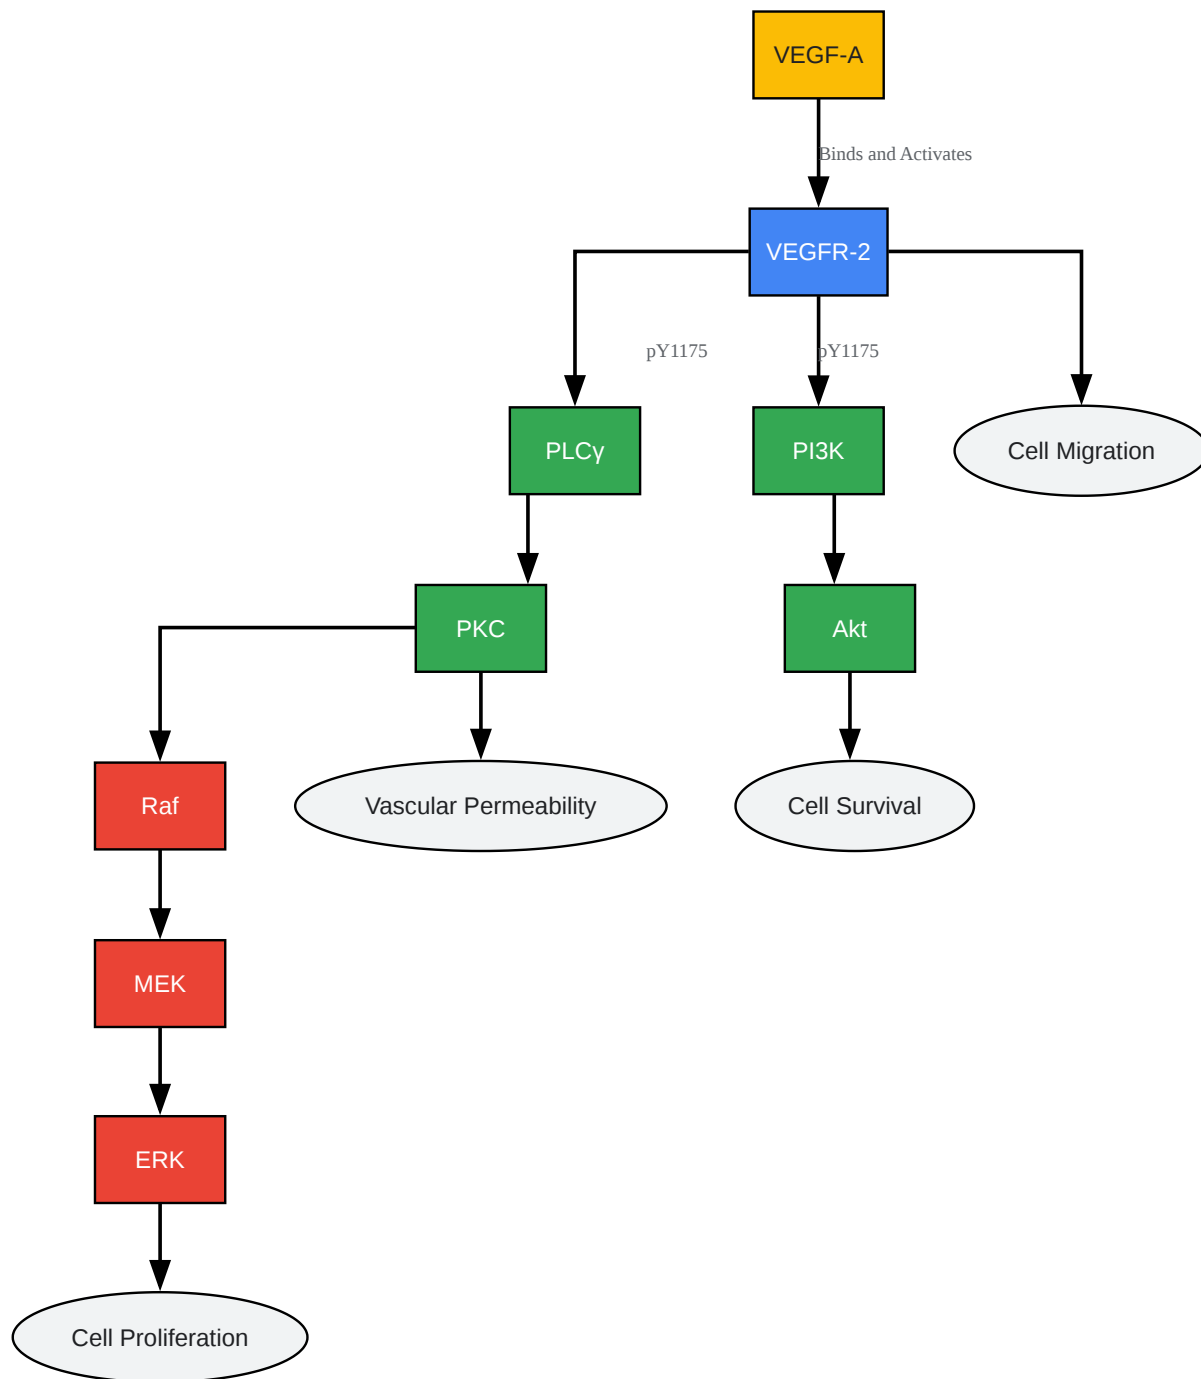 VEGF-A
Binds and Activates
VEGFR-2
pY1175
pY1175
PLCγ
PI3K
Cell Migration
PKC
Akt
Raf
Vascular Permeability
Cell Survival
MEK
ERK
Cell Proliferation